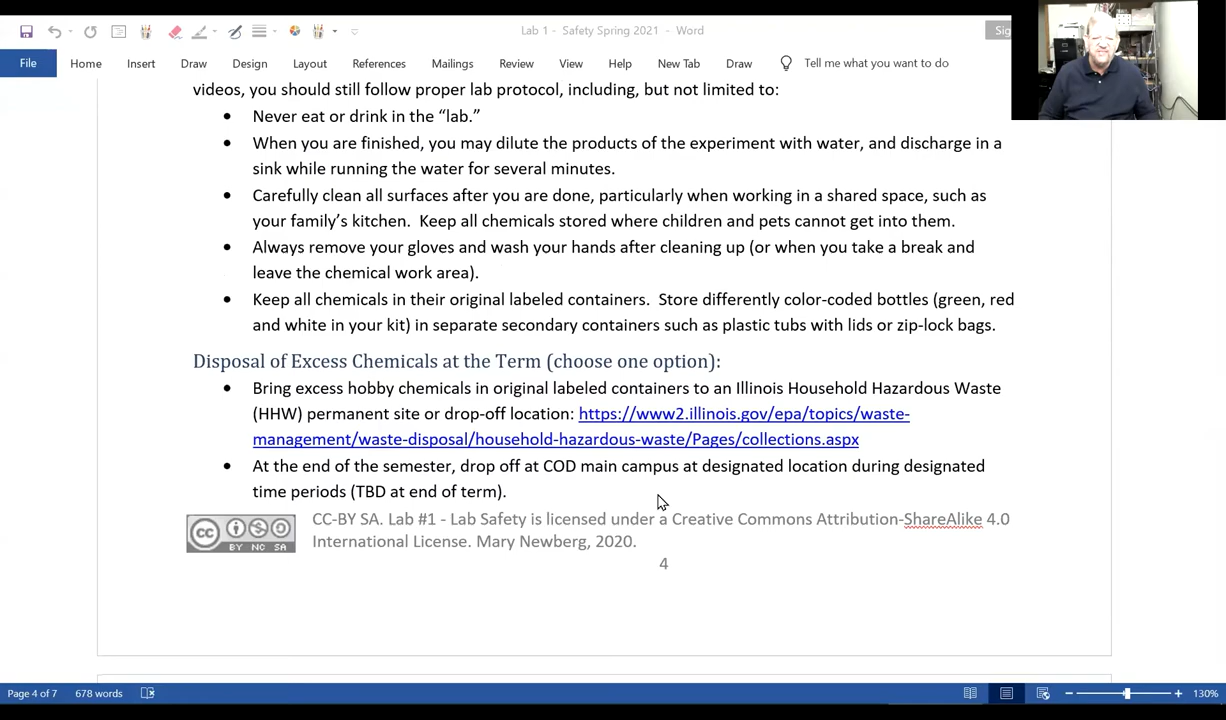 Lab 1 - Safety Spring 2021 - Word
File Home Insert Draw Design Layout References Mailings Review View Help New Tab Draw Tell me what you want to do
videos, you should still follow proper lab protocol, including, but not limited to:
• Never eat or drink in the “lab.”
• When you are finished, you may dilute the products of the experiment with water, and discharge in a
sink while running the water for several minutes.
• Carefully clean all surfaces after you are done, particularly when working in a shared space, such as
your family’s kitchen. Keep all chemicals stored where children and pets cannot get into them.
• Always remove your gloves and wash your hands after cleaning up (or when you take a break and
leave the chemical work area).
• Keep all chemicals in their original labeled containers. Store differently color-coded bottles (green, red
and white in your kit) in separate secondary containers such as plastic tubs with lids or zip-lock bags.
Disposal of Excess Chemicals at the Term (choose one option):
• Bring excess hobby chemicals in original labeled containers to an Illinois Household Hazardous Waste
(HHW) permanent site or drop-off location: https://www2.illinois.gov/epa/topics/waste-
management/waste-disposal/household-hazardous-waste/Pages/collections.aspx
• At the end of the semester, drop off at COD main campus at designated location during designated
time periods (TBD at end of term).
CC-BY SA. Lab #1 - Lab Safety is licensed under a Creative Commons Attribution-ShareAlike 4.0
International License. Mary Newberg, 2020.
cc BY NC SA
4
Page 4 of 7 678 words 130%